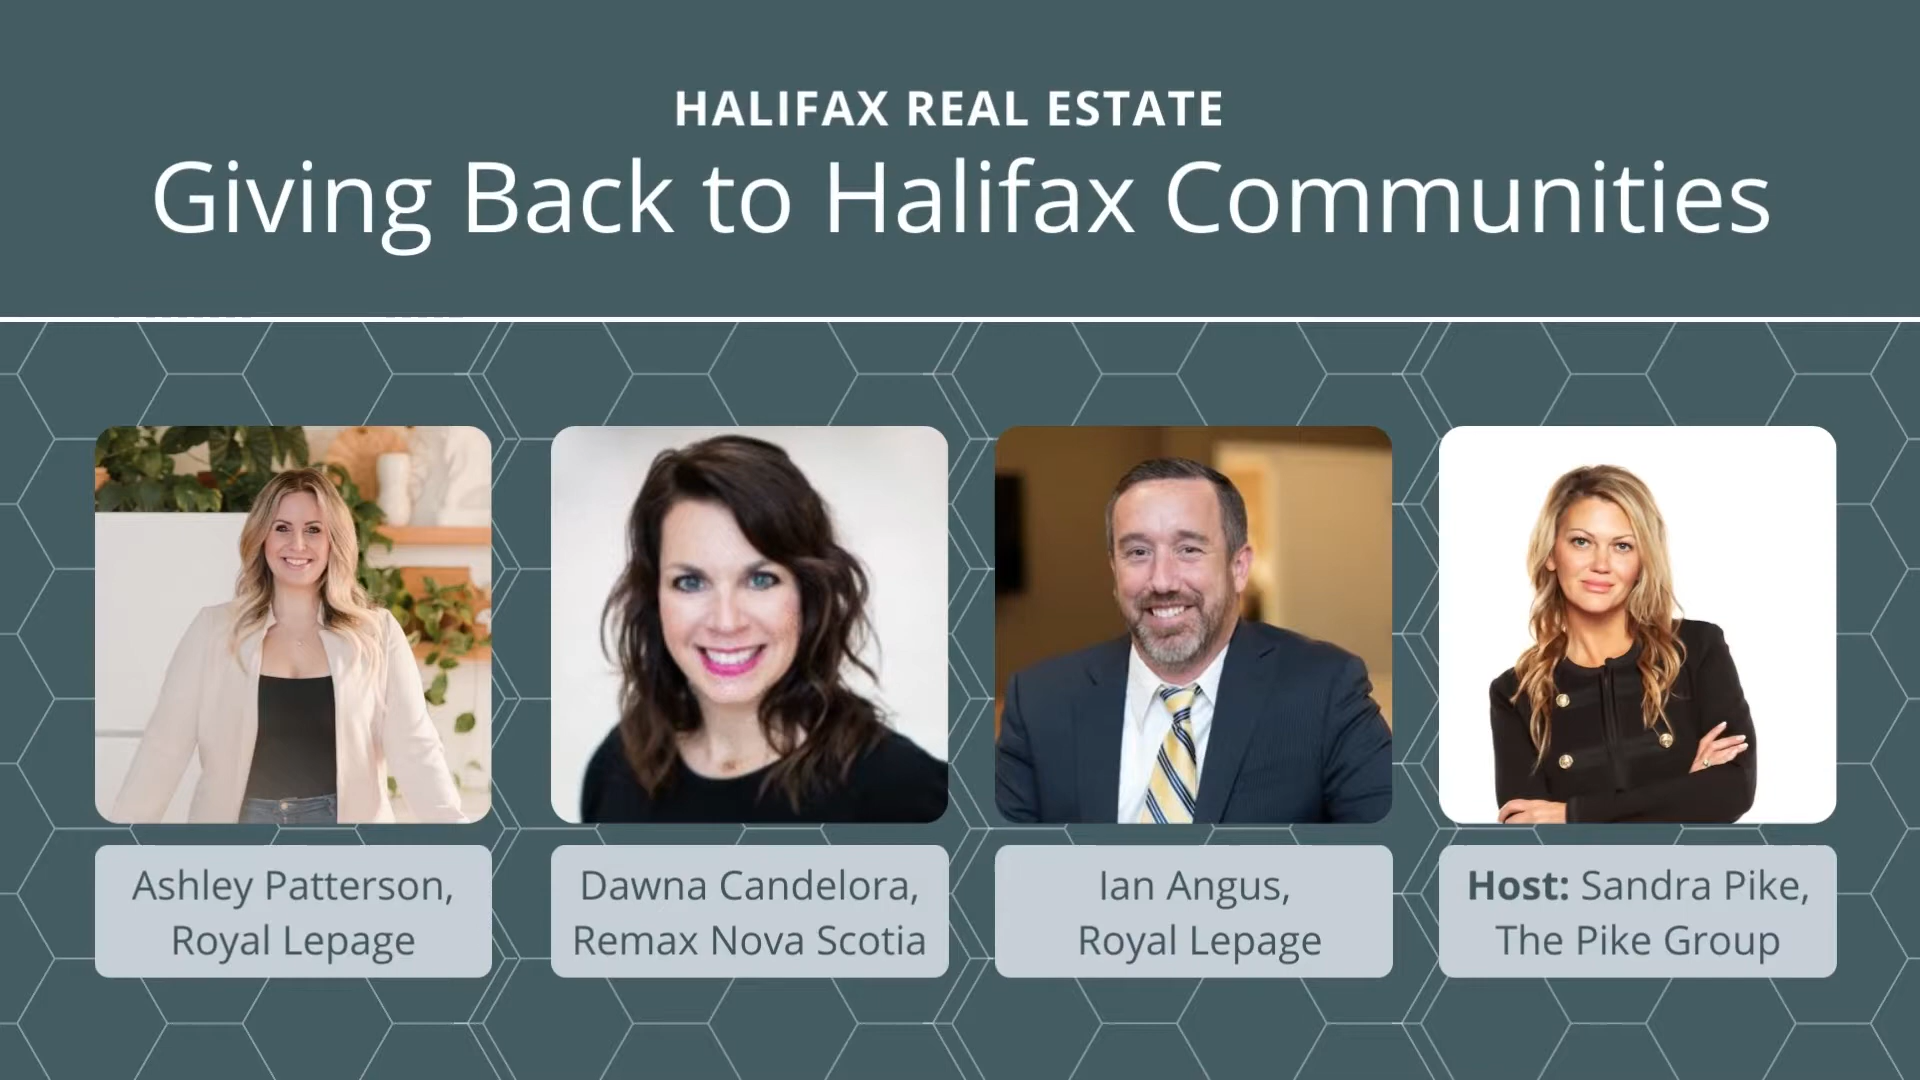 HALIFAX REAL ESTATE
Giving Back to Halifax Communities
Ashley Patterson,
Royal Lepage
Dawna Candelora,
Remax Nova Scotia
Ian Angus,
Royal Lepage
Host: Sandra Pike,
The Pike Group